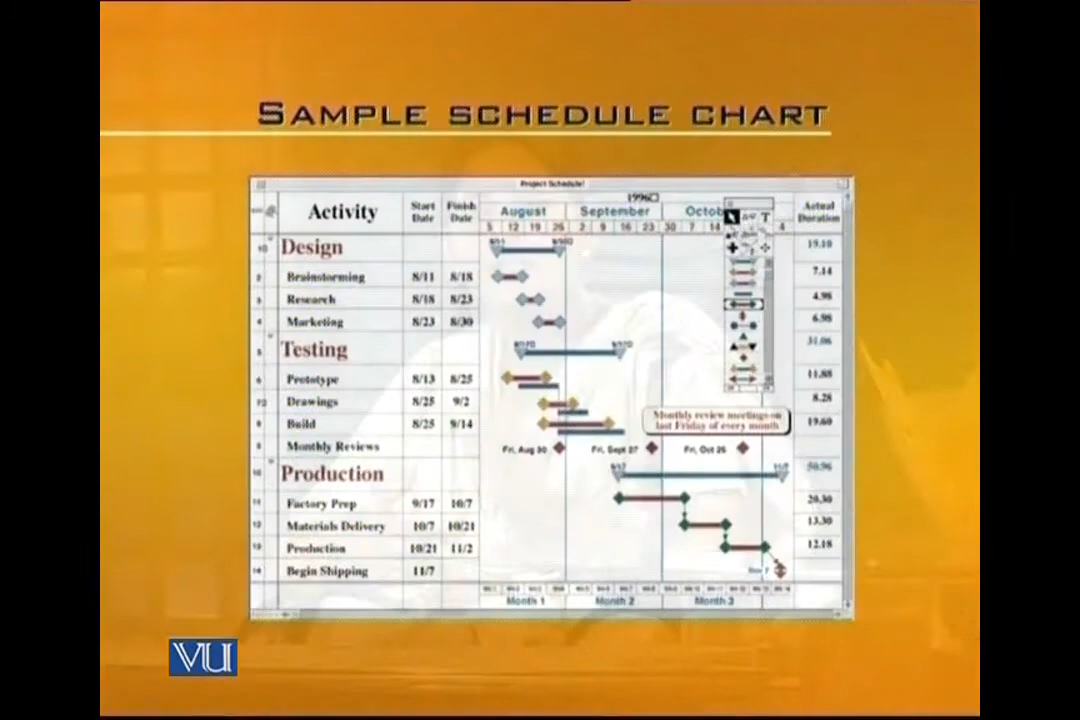 SAMPLE SCHEDULE CHART
Project Schedule!
1996
Activity Start Date Finish Date August September Octob Actual Duration
5 12 19 26 2 9 16 23 30 7 14 4
Design 19.10
Brainstorming 8/11 8/18 7.14
Research 8/18 8/23 4.98
Marketing 8/23 8/30 6.98
Testing 31.06
Prototype 8/13 8/25 11.88
Drawings 8/25 9/2 8.28
Build 8/25 9/14 19.60
Monthly review meetings on
last Friday of every month
Monthly Reviews Fri, Aug 30 Fri, Sept 27 Fri, Oct 25
Production 50.96
Factory Prep 9/17 10/7 20.30
Materials Delivery 10/7 10/21 13.30
Production 10/21 11/2 12.18
Begin Shipping 11/7 Nov 7
Month 1 Month 2 Month 3
VU